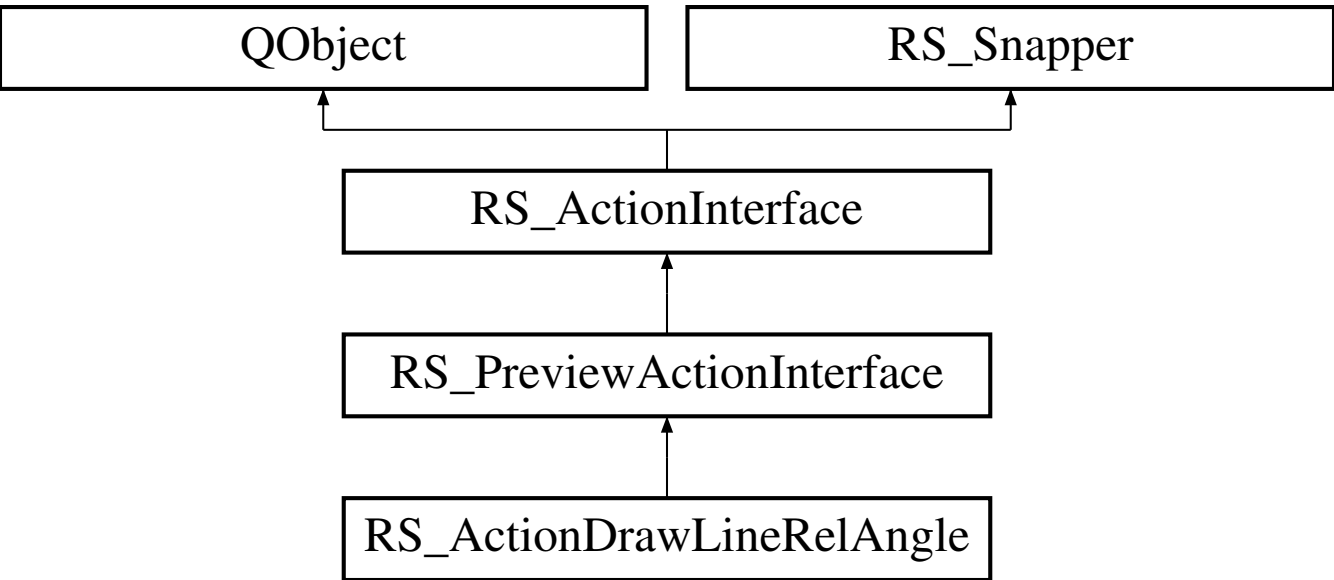 QObject
RS_Snapper
RS_ActionInterface
RS_PreviewActionInterface
RS_ActionDrawLineRelAngle